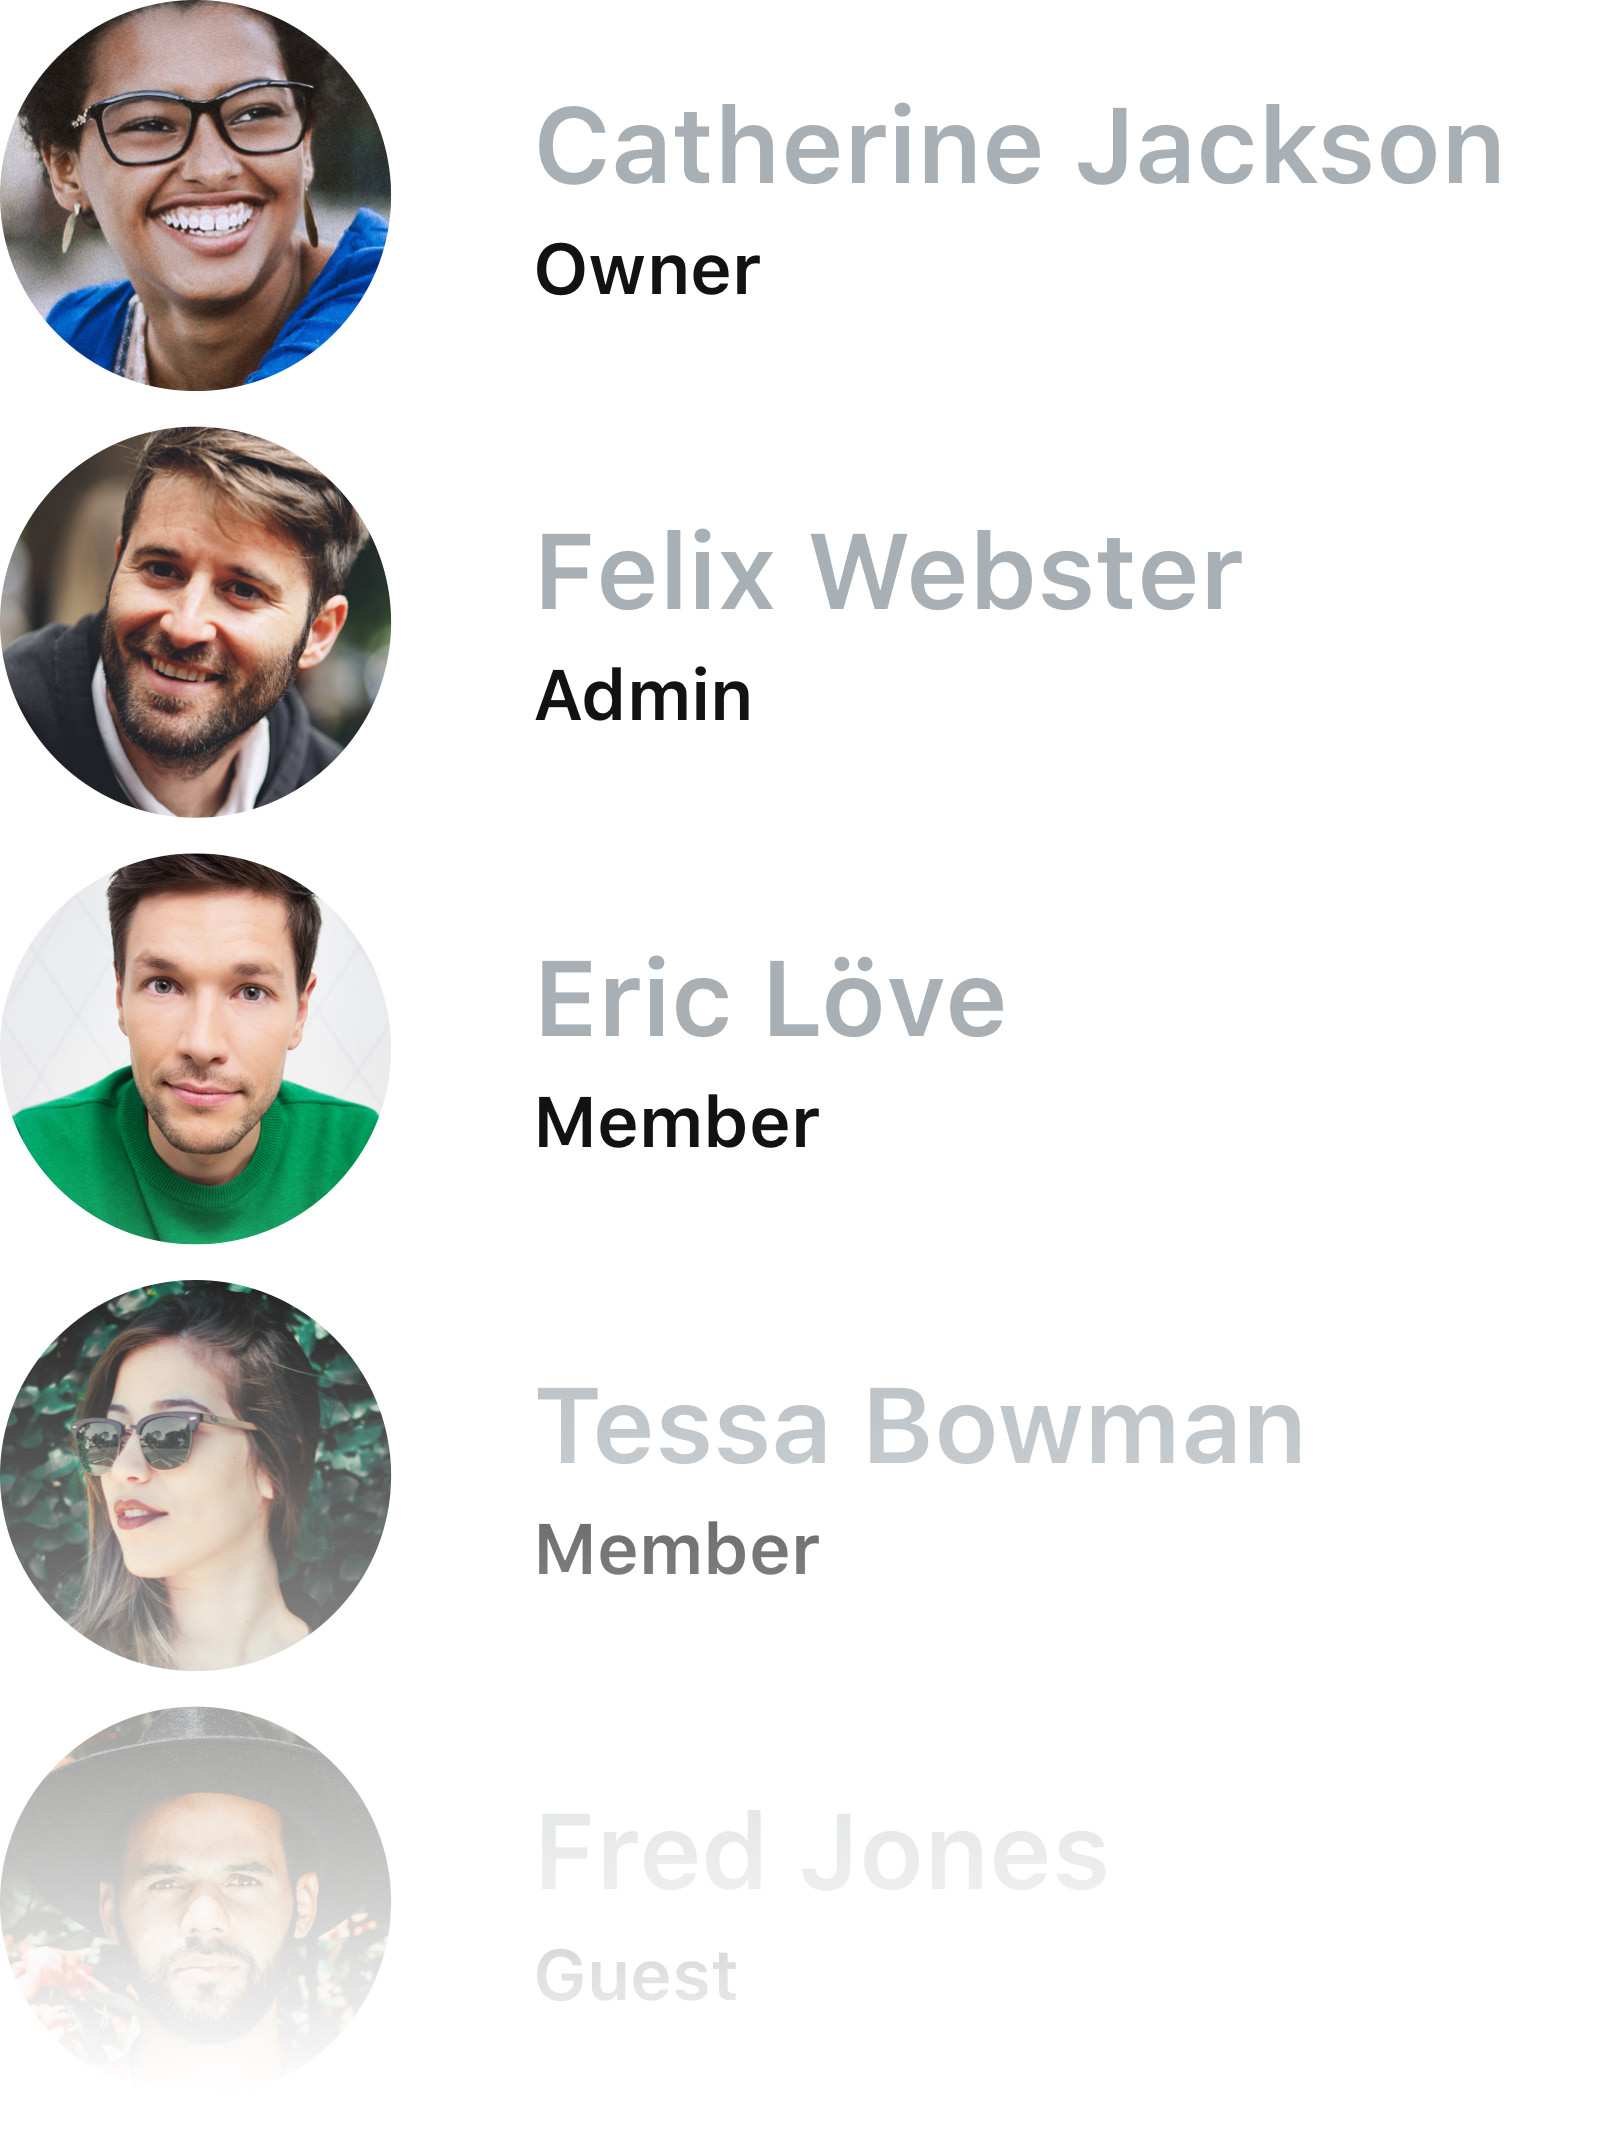 Catherine Jackson
Owner
Felix Webster
Admin
Eric Löve
Member
Tessa Bowman
Member
Fred Jones
Guest